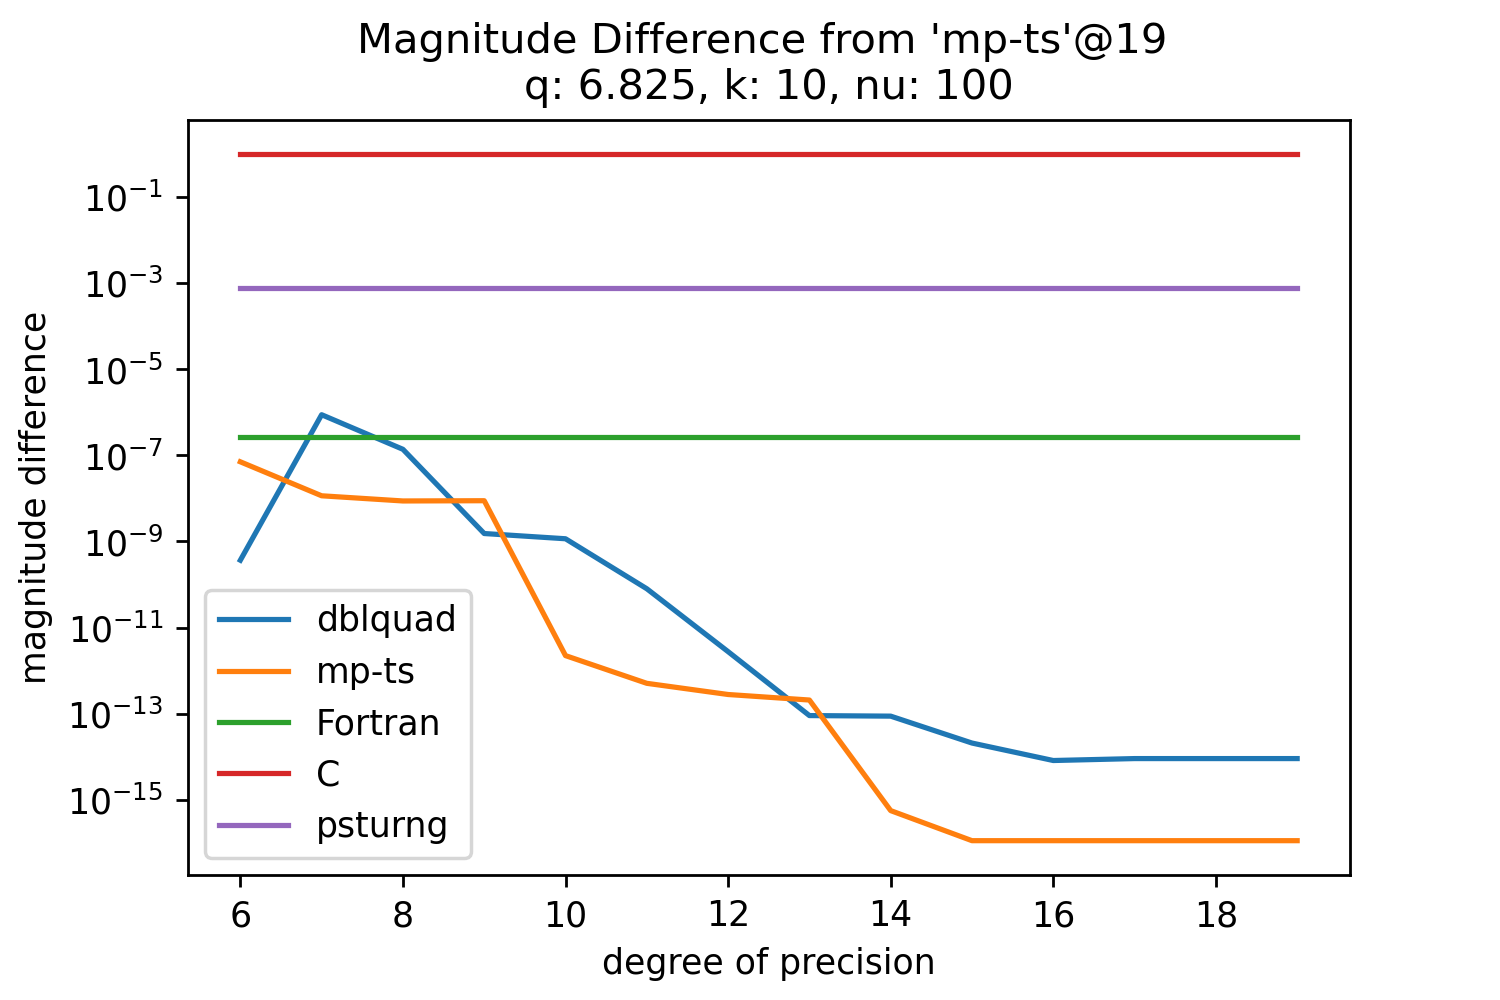 Magnitude Difference from 'mp-ts'@19
q: 6.825, k: 10, nu: 100
magnitude difference
10⁻¹
10⁻³
10⁻⁵
10⁻⁷
10⁻⁹
10⁻¹¹
10⁻¹³
10⁻¹⁵
dblquad
mp-ts
Fortran
C
psturng
6 8 10 12 14 16 18
degree of precision